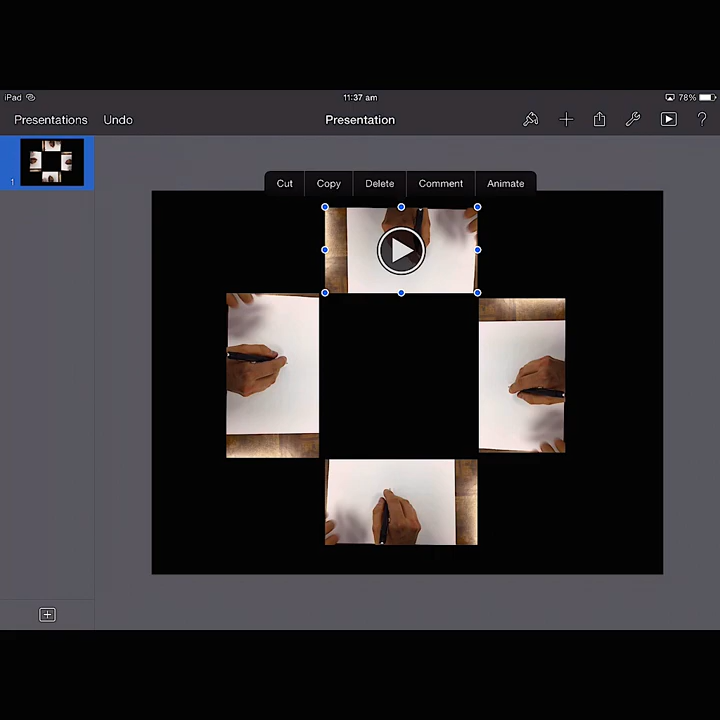 iPad 11:37 am 78%
Presentations Undo Presentation ?
1
Cut Copy Delete Comment Animate